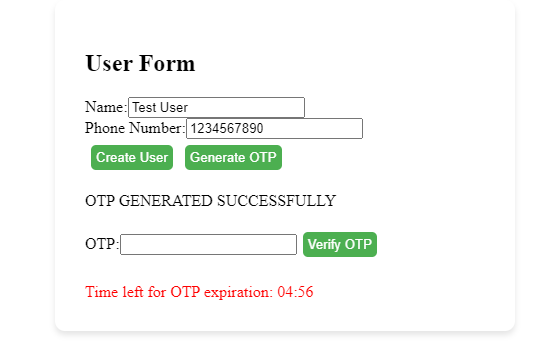 User Form
Name: Test User
Phone Number: 1234567890
Create User Generate OTP
OTP GENERATED SUCCESSFULLY
OTP: Verify OTP
Time left for OTP expiration: 04:56